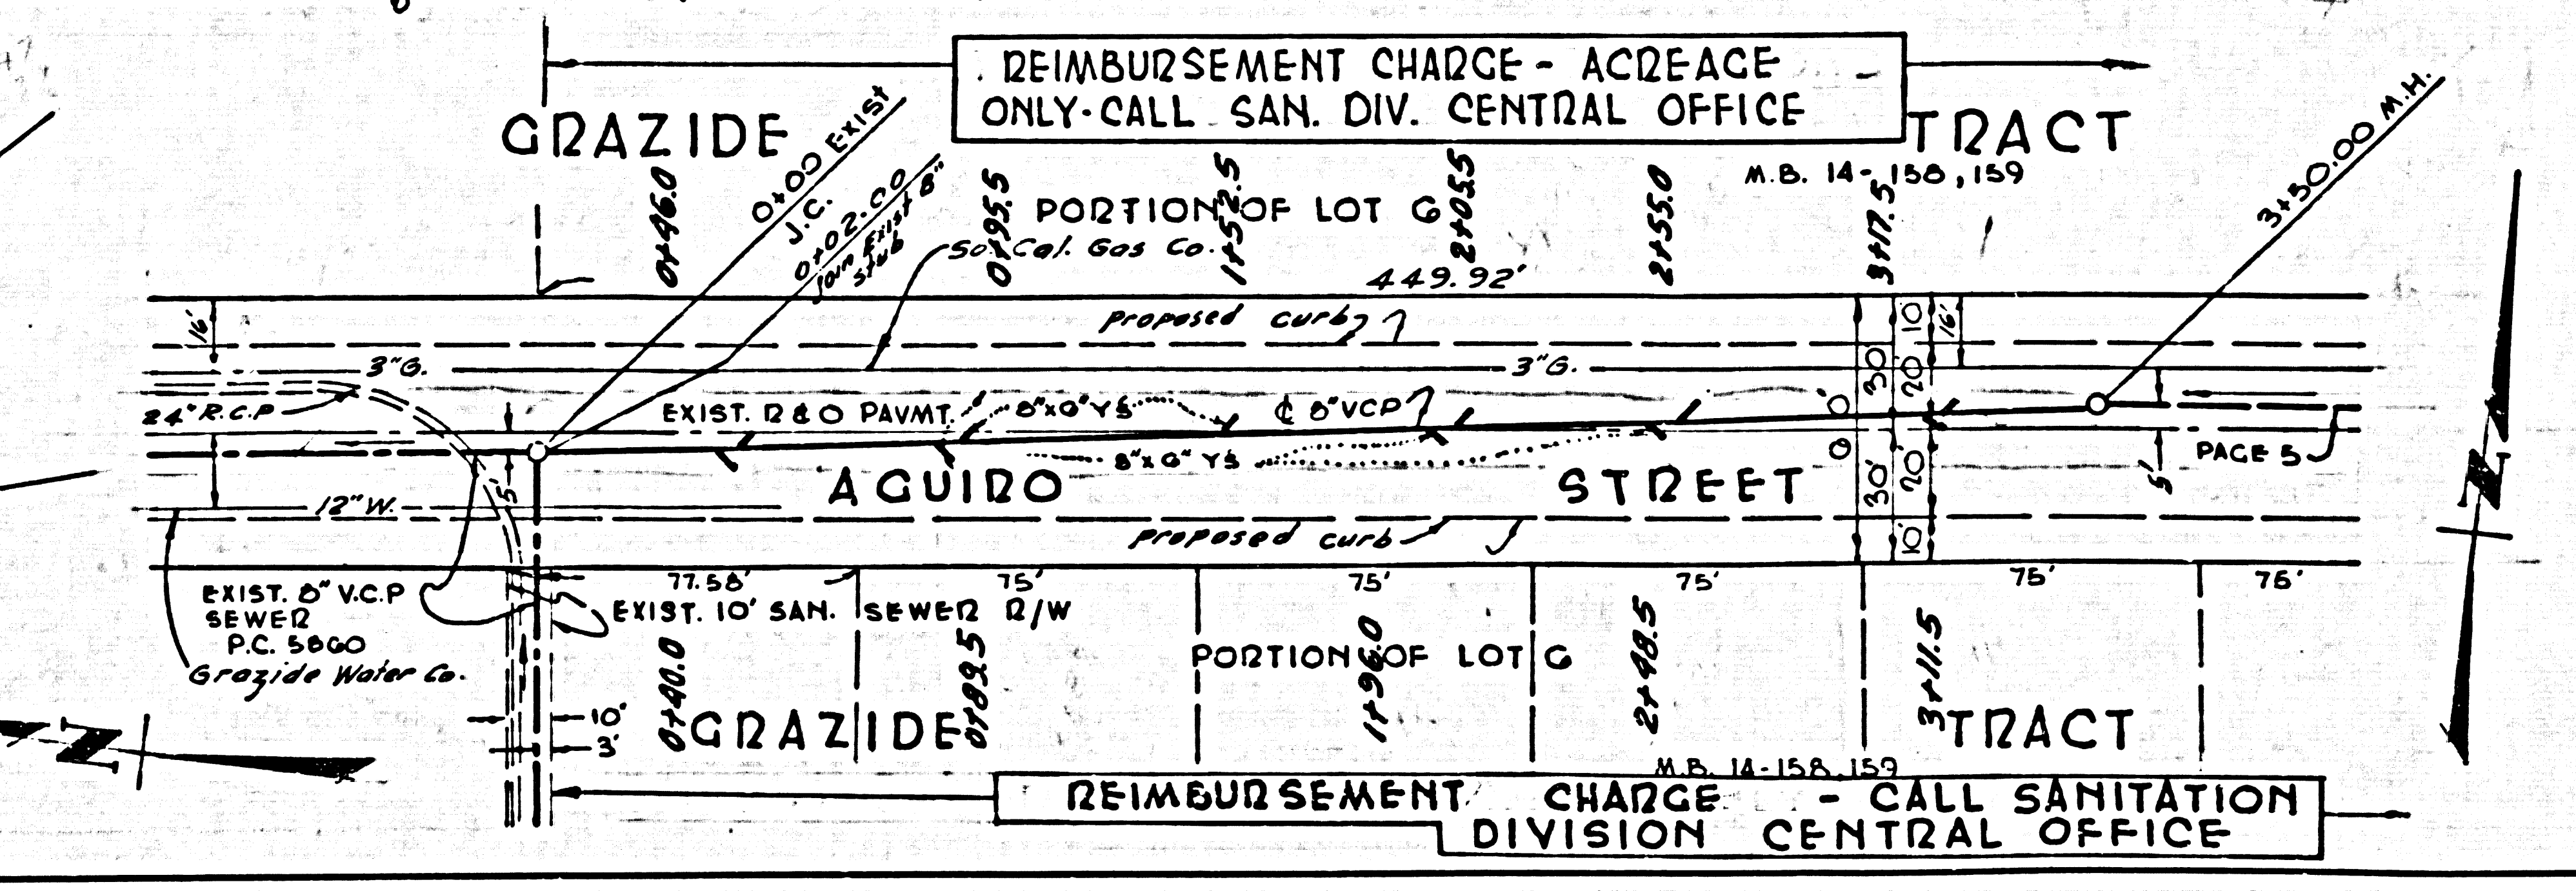 REIMBURSEMENT CHARGE - ACREAGE
ONLY-CALL SAN. DIV. CENTRAL OFFICE
GRAZIDE
TRACT
M.B. 14-158,159
0+00 EXIST
J.C.
0+02.00
Join Exist 8"
stub
3+50.00 M.H.
0+46.0
0+95.5
1+52.5
2+05.5
2+55.0
3+17.5
PORTION OF LOT 6
So. Cal. Gas Co.
449.92'
16'
Proposed curb
10
16'
3"G.
3"G.
30'
20'
24" R.C.P
EXIST. R & O PAVMT.
8"x6" Ys
℄ 8" VCP
8"x6" Ys
PAGE 5
AGUIRO STREET
5'
30'
20'
5'
12"W.
Proposed curb
10'
77.58'
75'
75'
75'
75'
75'
EXIST. 8" V.C.P
SEWER
P.C. 5860
Grazide Water Co.
EXIST. 10' SAN. SEWER R/W
0+40.0
0+89.5
1+96.0
2+48.5
3+11.5
PORTION OF LOT 6
10'
3'
GRAZIDE
TRACT
M.B. 14-158,159
N
N
REIMBURSEMENT CHARGE - CALL SANITATION
DIVISION CENTRAL OFFICE